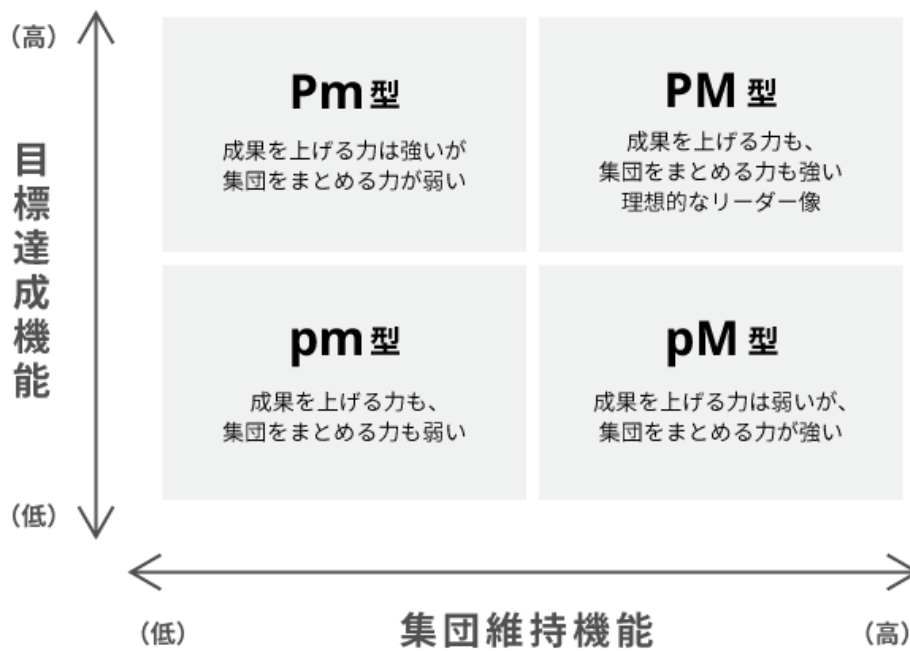 （高）
目標達成機能
（低）
Pm型
成果を上げる力は強いが
集団をまとめる力が弱い
PM型
成果を上げる力も、
集団をまとめる力も強い
理想的なリーダー像
pm型
成果を上げる力も、
集団をまとめる力も弱い
pM型
成果を上げる力は弱いが、
集団をまとめる力が強い
（低）
集団維持機能
（高）